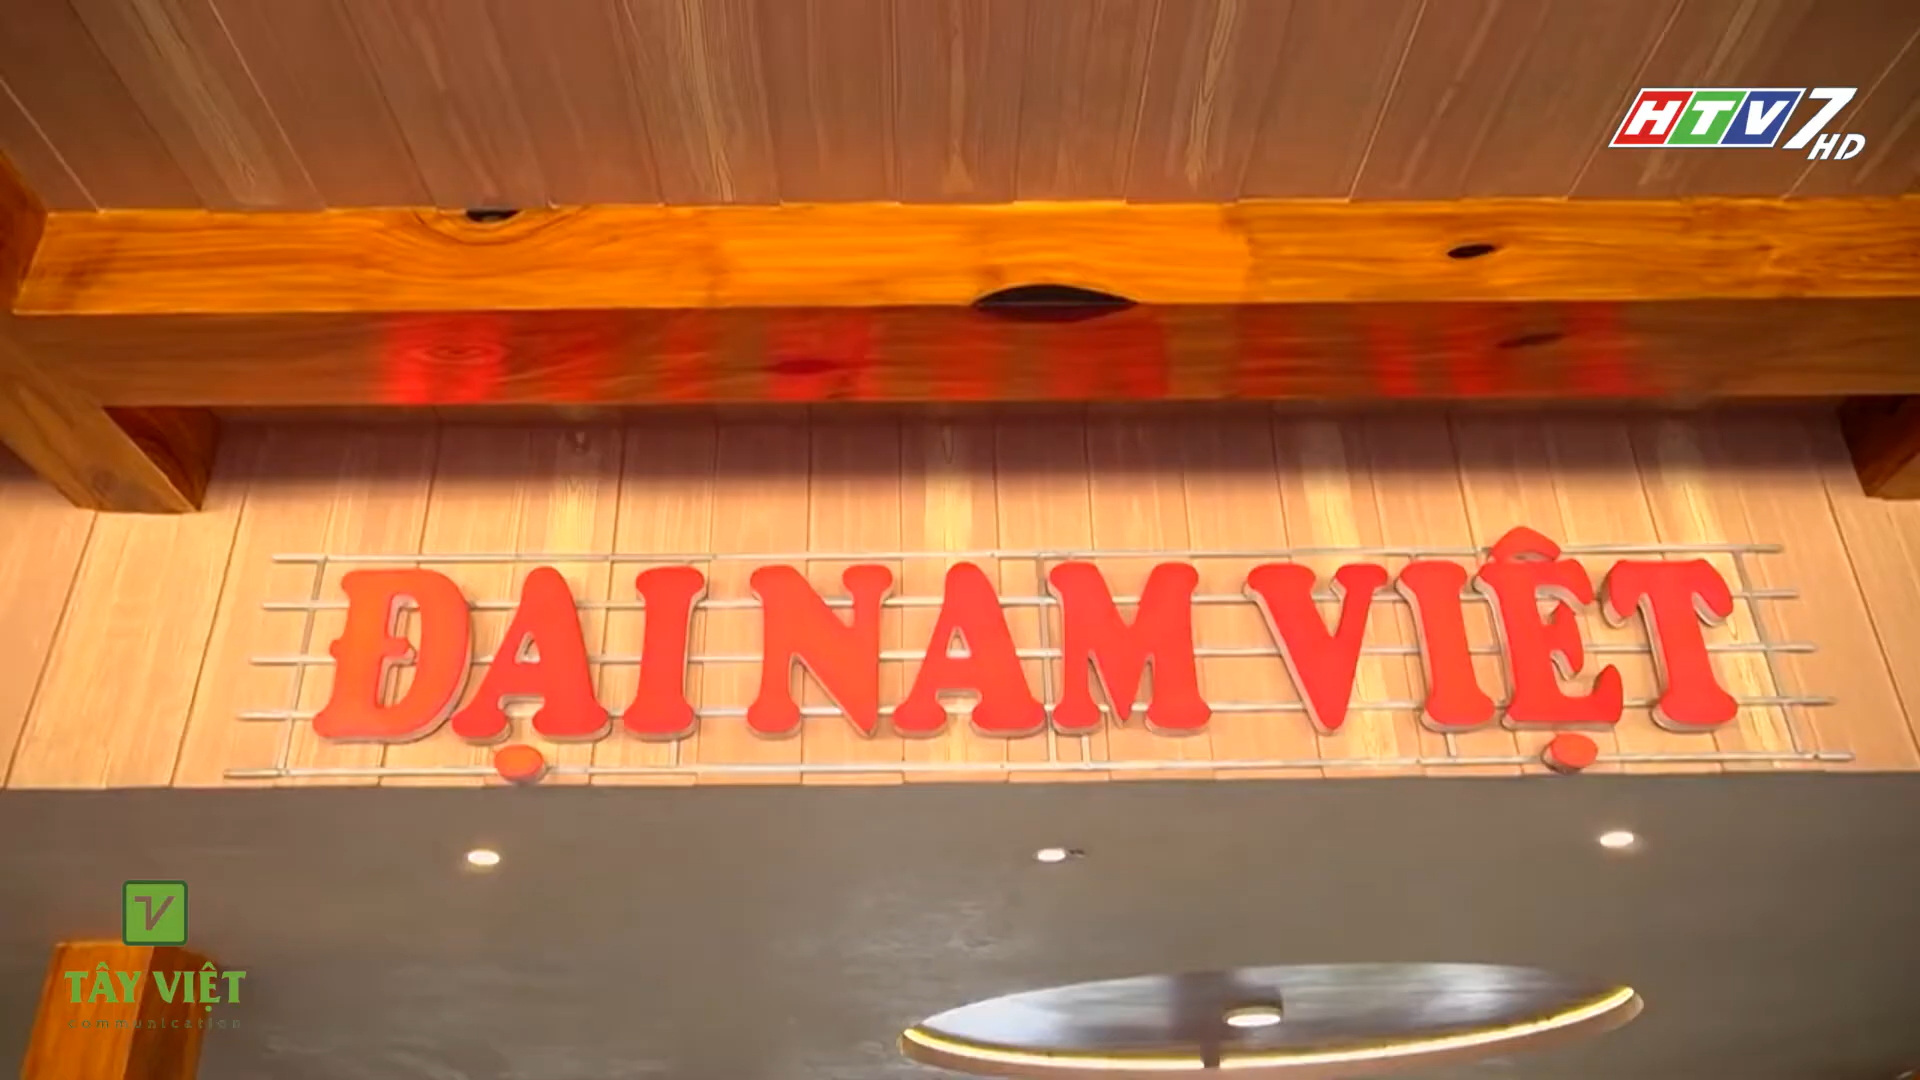 HTV7 HD
ĐẠI NAM VIỆT
V
TÂY VIỆT
communication